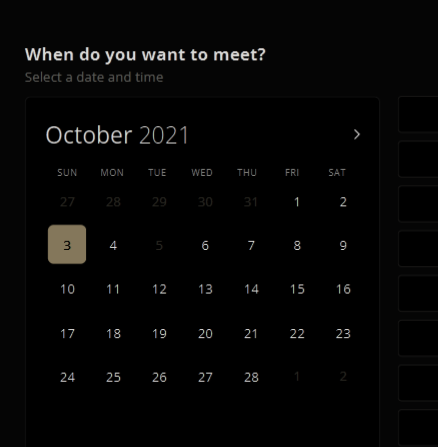 When do you want to meet?
Select a date and time
October 2021
SUN MON TUE WED THU FRI SAT
27 28 29 30 31 1 2
3 4 5 6 7 8 9
10 11 12 13 14 15 16
17 18 19 20 21 22 23
24 25 26 27 28 1 2